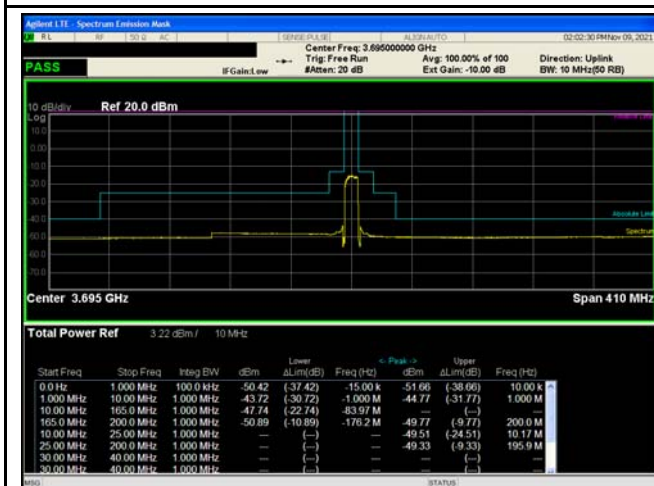 Agilent LTE - Spectrum Emission Mask
RL RF 50 Ω AC SENSE:PULSE ALIGN AUTO 02:02:30 PM Nov 09, 2021
Center Freq: 3.695000000 GHz
PASS Trig: Free Run Avg: 100.00% of 100 Direction: Uplink
IFGain:Low #Atten: 20 dB Ext Gain: -10.00 dB BW: 10 MHz(50 RB)
10 dB/div Ref 20.0 dBm
Log
Relative Limit
10.0
0.00
10.0
20.0
30.0
40.0
Absolute Limit
Spectrum
50.0
60.0
70.0
Center 3.695 GHz Span 410 MHz
Total Power Ref 3.22 dBm / 10 MHz
Lower <- Peak -> Upper
Start Freq Stop Freq Integ BW dBm ΔLim(dB) Freq (Hz) dBm ΔLim(dB) Freq (Hz)
0.0 Hz 1.000 MHz 100.0 kHz -50.42 (-37.42) -15.00 k -51.66 (-38.66) 10.00 k
1.000 MHz 10.00 MHz 1.000 MHz -43.72 (-30.72) -1.000 M -44.77 (-31.77) 1.000 M
10.00 MHz 165.0 MHz 1.000 MHz -47.74 (-22.74) -83.97 M --- (---)
165.0 MHz 200.0 MHz 1.000 MHz -50.89 (-10.89) -176.2 M -49.77 (-9.77) 200.0 M
10.00 MHz 25.00 MHz 1.000 MHz --- (---) -49.51 (-24.51) 10.17 M
25.00 MHz 200.0 MHz 1.000 MHz --- (---) -49.33 (-9.33) 195.9 M
30.00 MHz 40.00 MHz 1.000 MHz --- (---) --- (---)
30.00 MHz 40.00 MHz 1.000 MHz --- (---) --- (---)
MSG STATUS